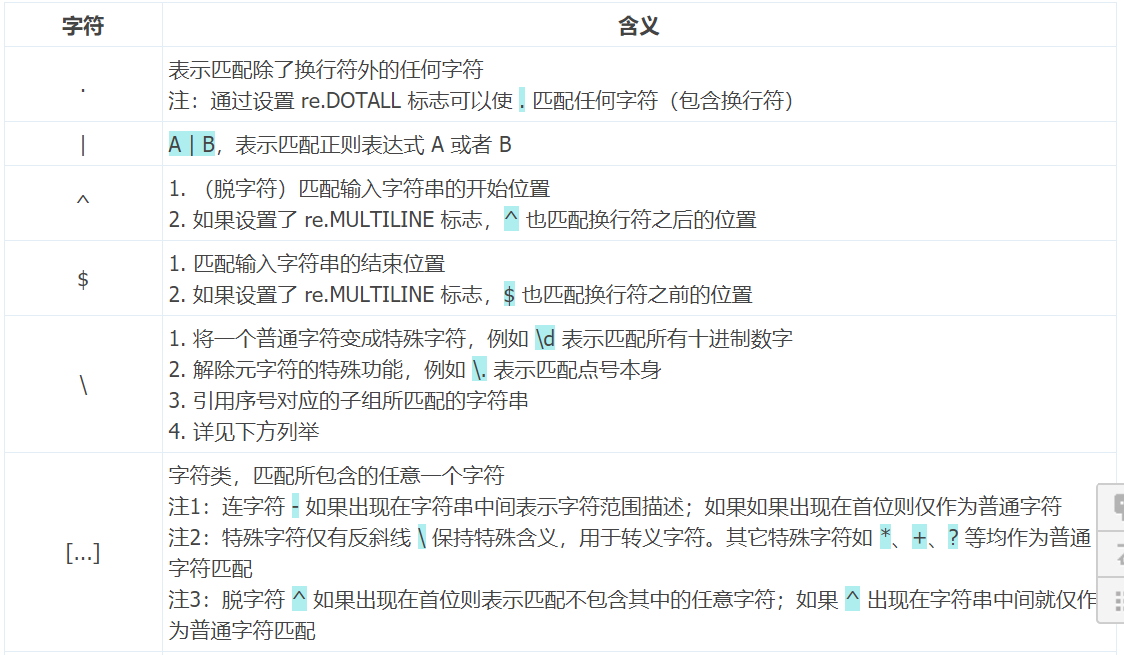 字符 含义
.
表示匹配除了换行符外的任何字符
注：通过设置 re.DOTALL 标志可以使 . 匹配任何字符（包含换行符）
| A | B，表示匹配正则表达式 A 或者 B
^
1. （脱字符）匹配输入字符串的开始位置
2. 如果设置了 re.MULTILINE 标志，^ 也匹配换行符之后的位置
$
1. 匹配输入字符串的结束位置
2. 如果设置了 re.MULTILINE 标志，$ 也匹配换行符之前的位置
\
1. 将一个普通字符变成特殊字符，例如 \d 表示匹配所有十进制数字
2. 解除元字符的特殊功能，例如 \. 表示匹配点号本身
3. 引用序号对应的子组所匹配的字符串
4. 详见下方列举
[...]
字符类，匹配所包含的任意一个字符
注1：连字符 - 如果出现在字符串中间表示字符范围描述；如果如果出现在首位则仅作为普通字符
注2：特殊字符仅有反斜线 \ 保持特殊含义，用于转义字符。其它特殊字符如 *、+、? 等均作为普通
字符匹配
注3：脱字符 ^ 如果出现在首位则表示匹配不包含其中的任意字符；如果 ^ 出现在字符串中间就仅作
为普通字符匹配